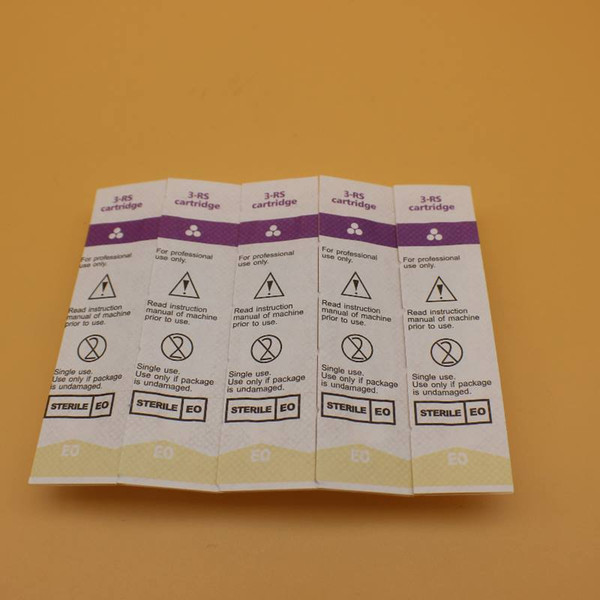 3-RS
cartridge
For professional
use only.
Read instruction
manual of machine
prior to use.
2
Single use.
Use only if package
is undamaged.
STERILE EO
EO
3-RS
cartridge
For professional
use only.
Read instruction
manual of machine
prior to use.
2
Single use.
Use only if package
is undamaged.
STERILE EO
EO
3-RS
cartridge
For professional
use only.
Read instruction
manual of machine
prior to use.
2
Single use.
Use only if package
is undamaged.
STERILE EO
EO
3-RS
cartridge
For professional
use only.
Read instruction
manual of machine
prior to use.
2
Single use.
Use only if package
is undamaged.
STERILE EO
EO
3-RS
cartridge
For professional
use only.
Read instruction
manual of machine
prior to use.
2
Single use.
Use only if package
is undamaged.
STERILE EO
EO